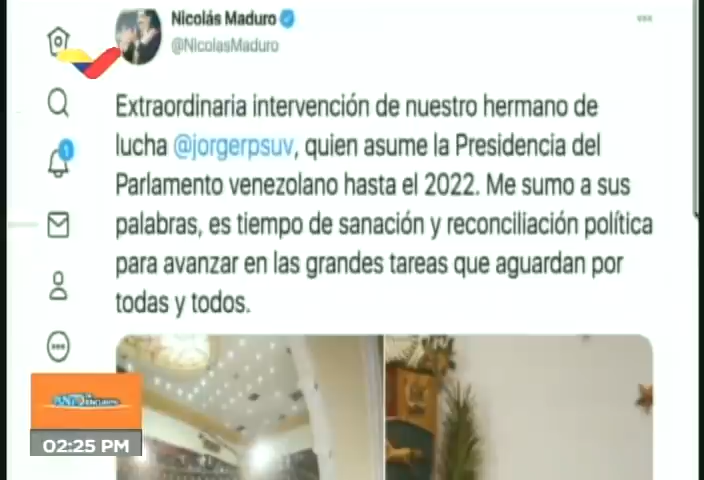 Nicolás Maduro
@NicolasMaduro
Extraordinaria intervención de nuestro hermano de
lucha @jorgerpsuv, quien asume la Presidencia del
Parlamento venezolano hasta el 2022. Me sumo a sus
palabras, es tiempo de sanación y reconciliación política
para avanzar en las grandes tareas que aguardan por
todas y todos.
1
02:25 PM